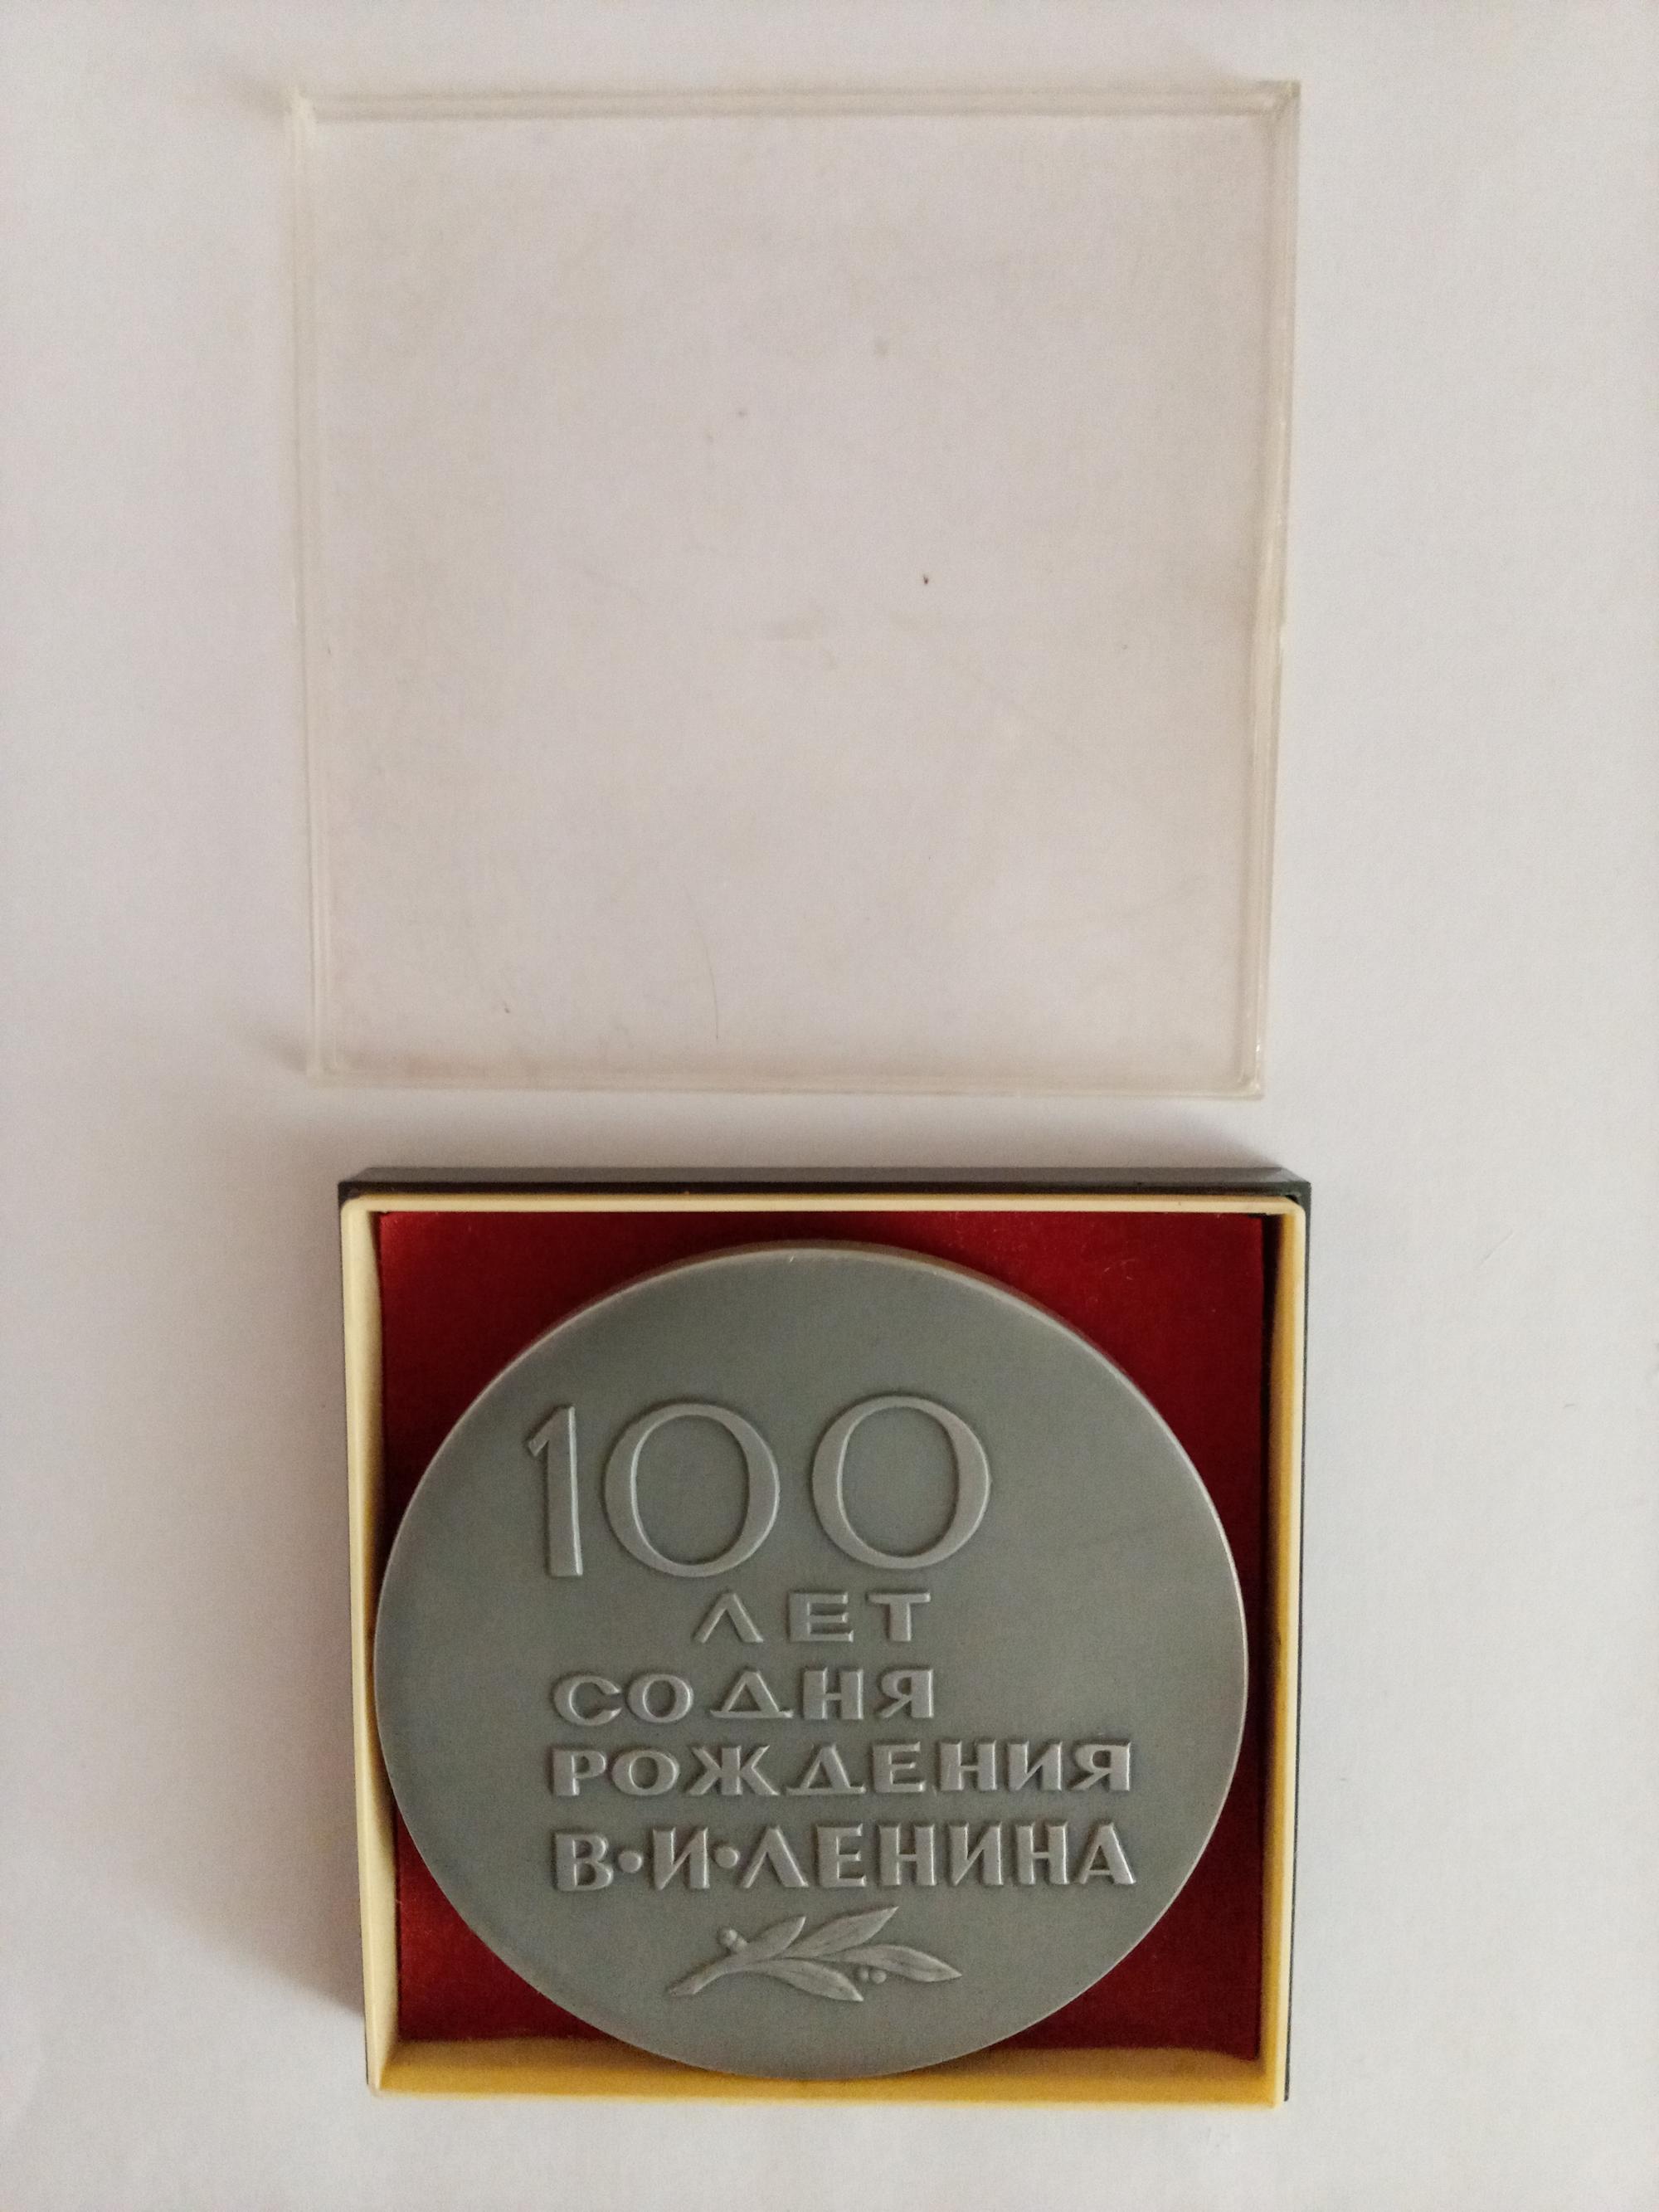 100
ЛЕТ
СО ДНЯ
РОЖДЕНИЯ
В•И•ЛЕНИНА